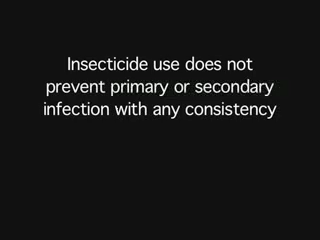 Insecticide use does not
prevent primary or secondary
infection with any consistency